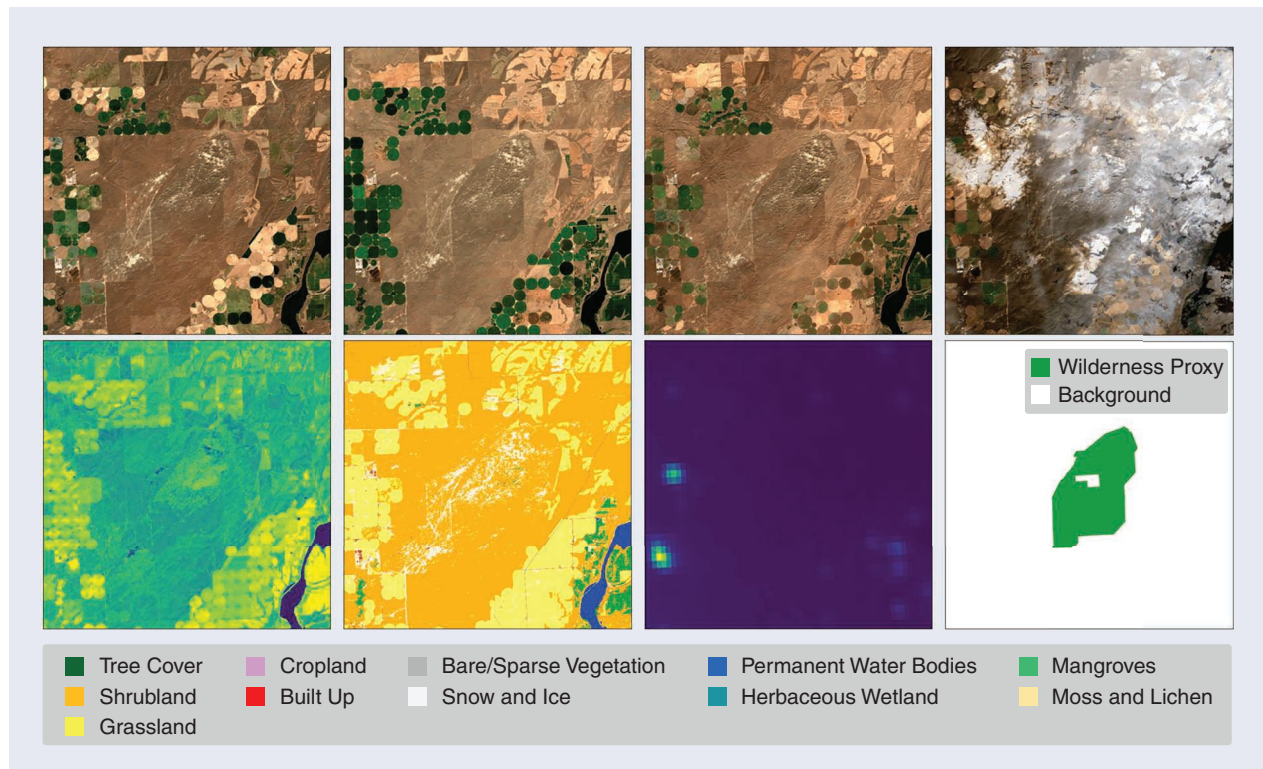 Wilderness Proxy
Background
Tree Cover
Cropland
Bare/Sparse Vegetation
Permanent Water Bodies
Mangroves
Shrubland
Built Up
Snow and Ice
Herbaceous Wetland
Moss and Lichen
Grassland